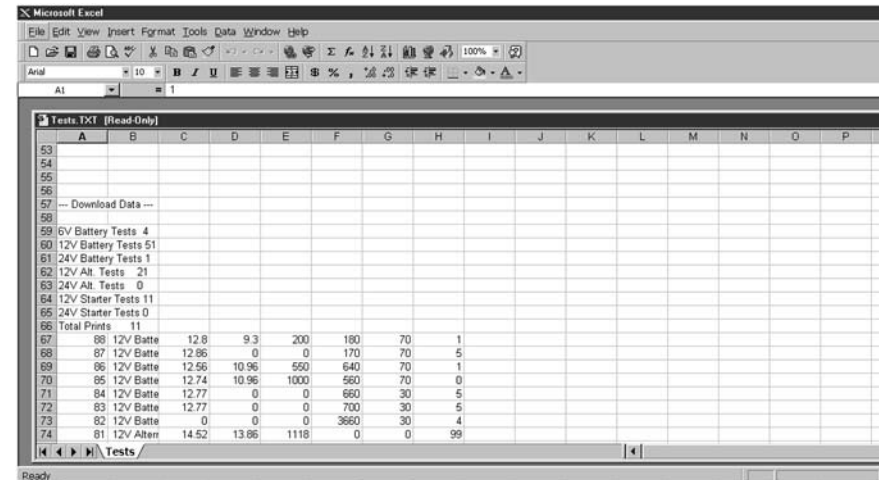 Microsoft Excel
File Edit View Insert Format Tools Data Window Help
100%
Arial 10 B I U $ % ,
A1 = 1
Tests.TXT [Read-Only]
A B C D E F G H I J K L M N O P
53
54
55
56
57 --- Download Data ---
58
59 6V Battery Tests 4
60 12V Battery Tests 51
61 24V Battery Tests 1
62 12V Alt. Tests 21
63 24V Alt. Tests 0
64 12V Starter Tests 11
65 24V Starter Tests 0
66 Total Prints 11
67 88 12V Batte 12.8 9.3 200 180 70 1
68 87 12V Batte 12.86 0 0 170 70 5
69 86 12V Batte 12.56 10.96 550 640 70 1
70 85 12V Batte 12.74 10.96 1000 560 70 0
71 84 12V Batte 12.77 0 0 660 30 5
72 83 12V Batte 12.77 0 0 700 30 5
73 82 12V Batte 0 0 0 3660 30 4
74 81 12V Altern 14.52 13.86 1118 0 0 99
Tests
Ready